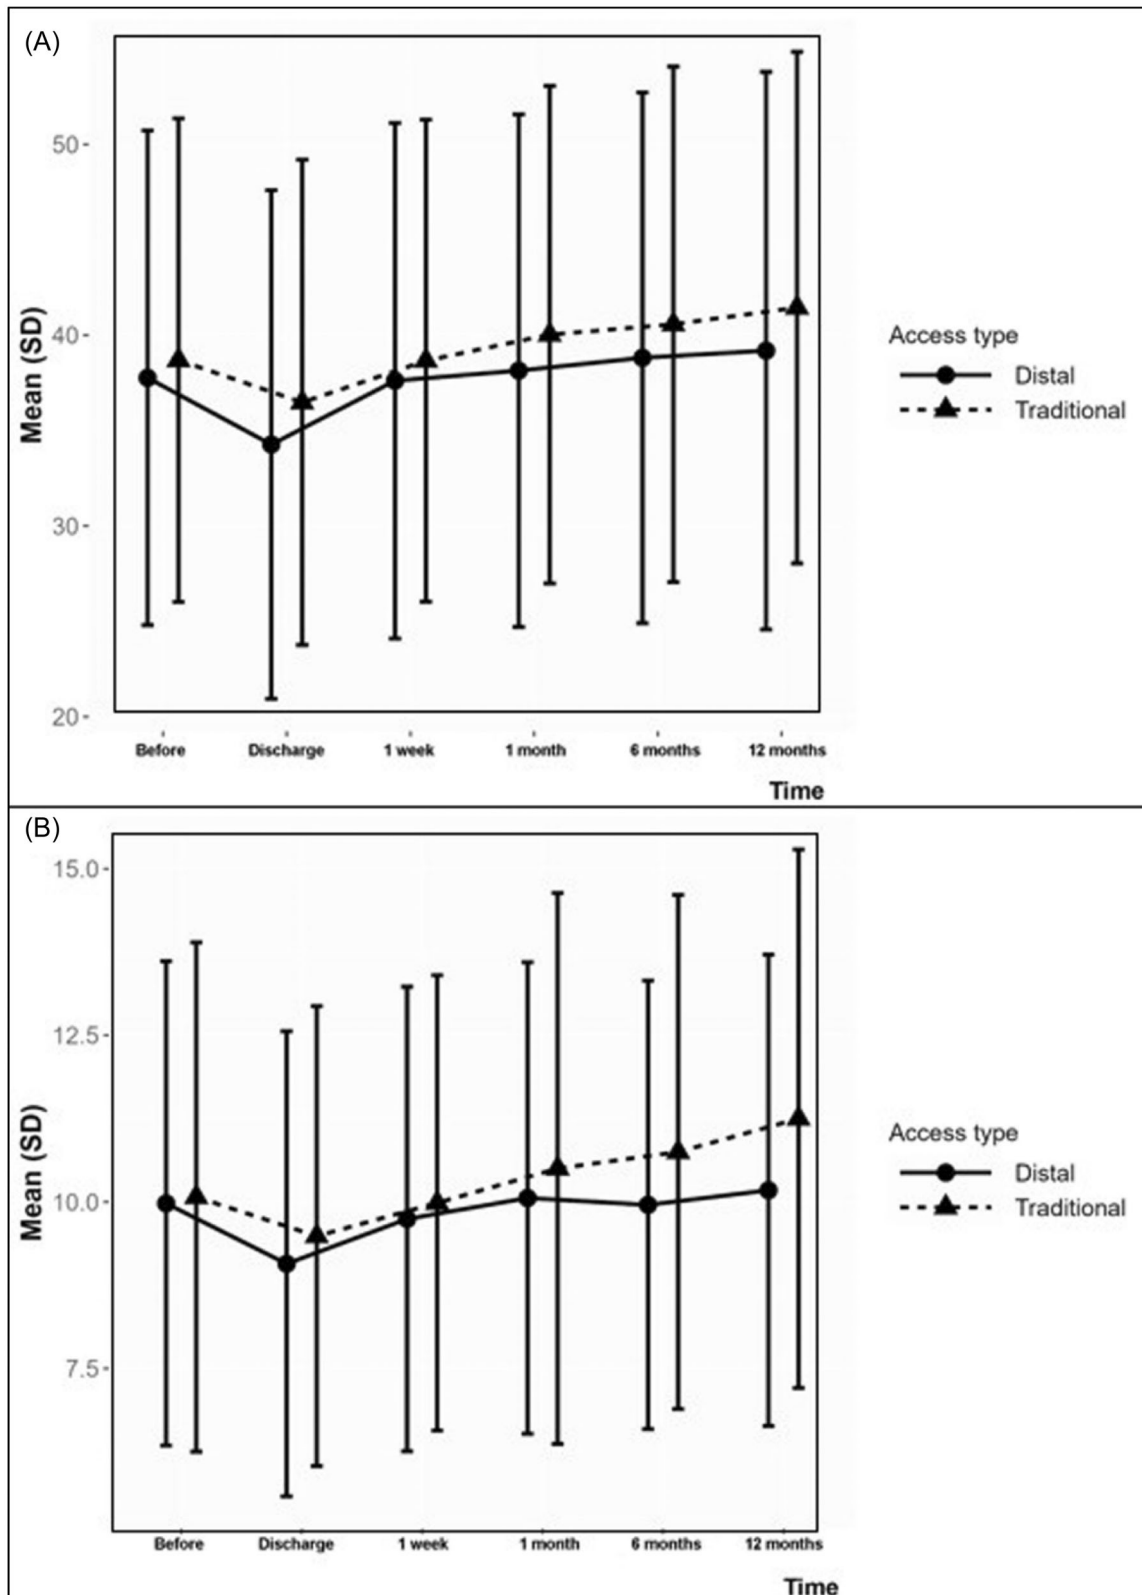 (A)
50
40
30
20
Mean (SD)
Before Discharge 1 week 1 month 6 months 12 months
Time
Access type
Distal
Traditional
(B)
15.0
12.5
10.0
7.5
Mean (SD)
Before Discharge 1 week 1 month 6 months 12 months
Time
Access type
Distal
Traditional